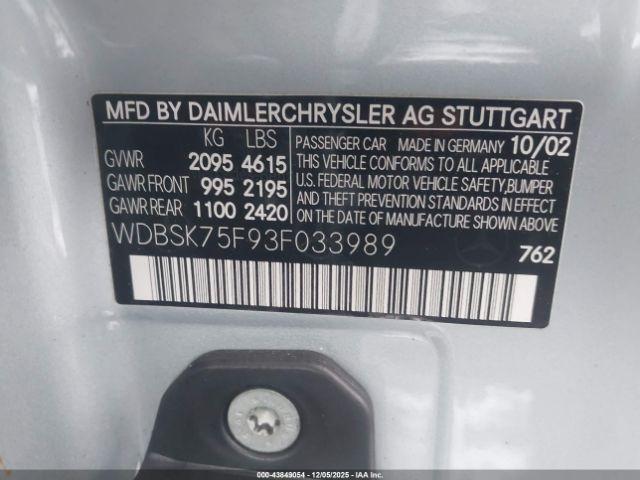 MFD BY DAIMLERCHRYSLER AG STUTTGART
KG LBS
GVWR 2095 4615
GAWR FRONT 995 2195
GAWR REAR 1100 2420
PASSENGER CAR MADE IN GERMANY 10/02
THIS VEHICLE CONFORMS TO ALL APPLICABLE
U.S. FEDERAL MOTOR VEHICLE SAFETY,BUMPER
AND THEFT PREVENTION STANDARDS IN EFFECT
ON THE DATE OF MANUFACTURE SHOWN ABOVE
WDBSK75F93F033989
762
00-43849054 - 12/05/2025 - IAA Inc.